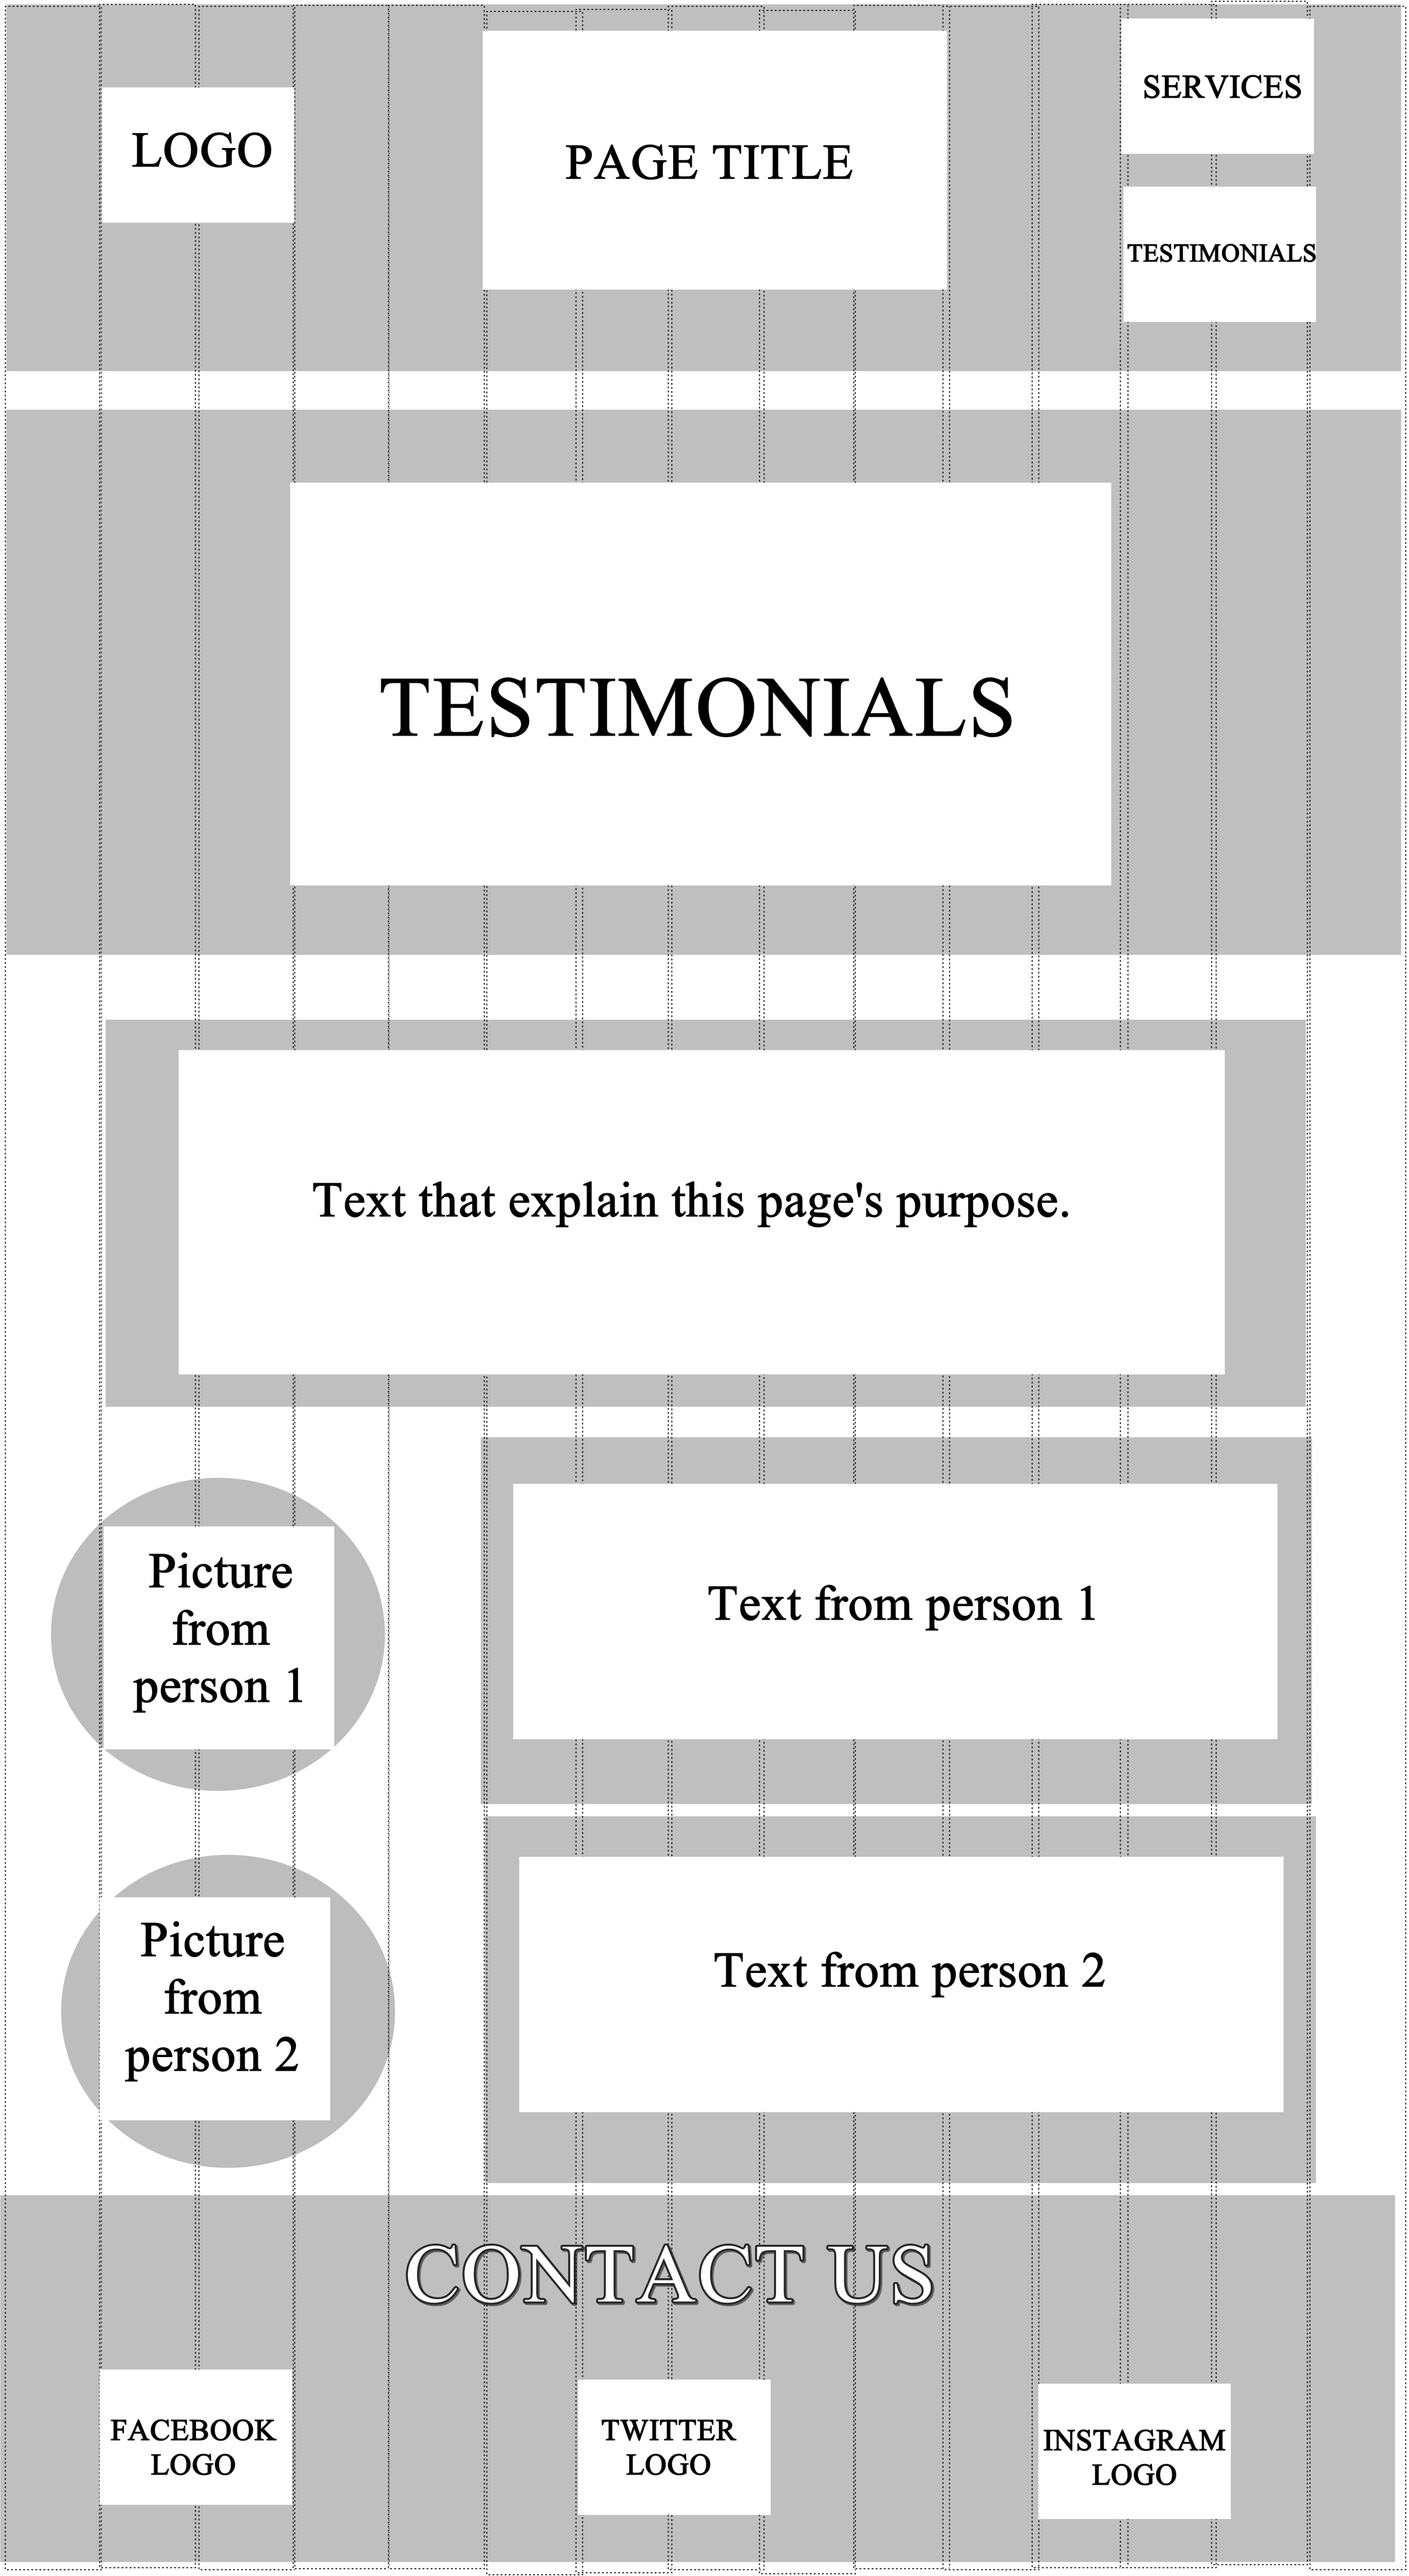 LOGO
PAGE TITLE
SERVICES
TESTIMONIALS
TESTIMONIALS
Text that explain this page's purpose.
Picture
from
person 1
Text from person 1
Picture
from
person 2
Text from person 2
CONTACT US
FACEBOOK
LOGO
TWITTER
LOGO
INSTAGRAM
LOGO